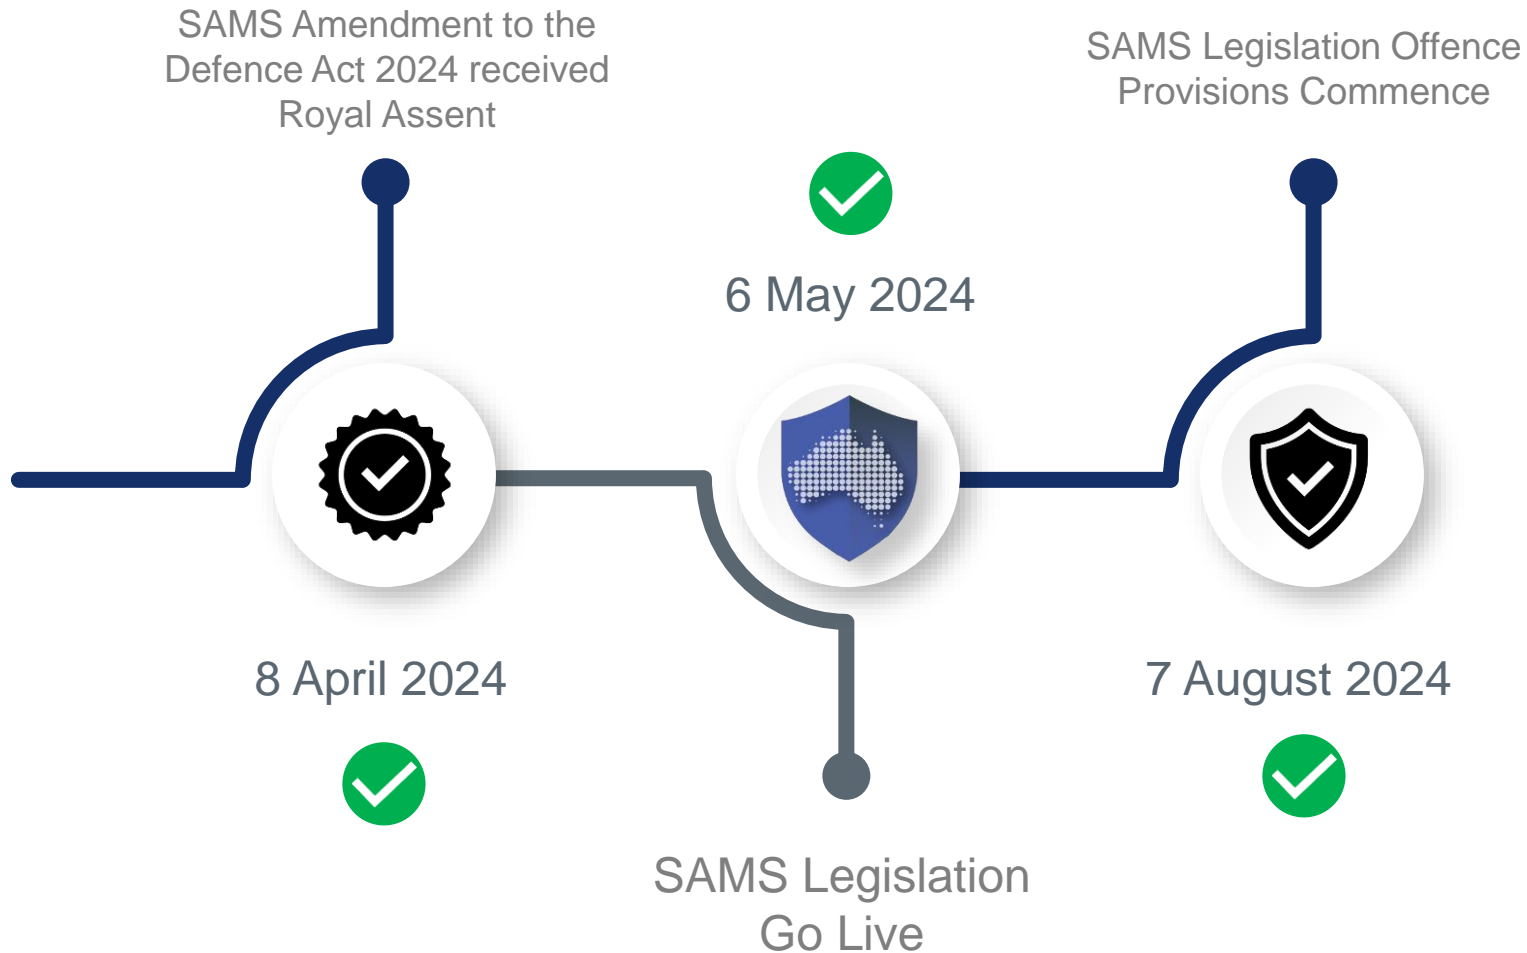 SAMS Amendment to the
Defence Act 2024 received
Royal Assent
8 April 2024
6 May 2024
SAMS Legislation
Go Live
SAMS Legislation Offence
Provisions Commence
7 August 2024